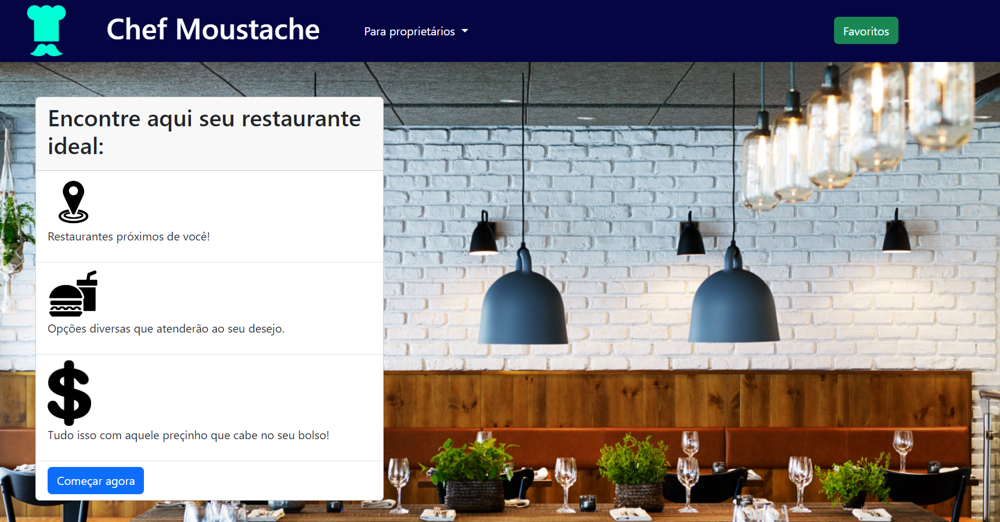 Chef Moustache
Para proprietários
Favoritos
Encontre aqui seu restaurante
ideal:
Restaurantes próximos de você!
Opções diversas que atenderão ao seu desejo.
Tudo isso com aquele preçinho que cabe no seu bolso!
Começar agora